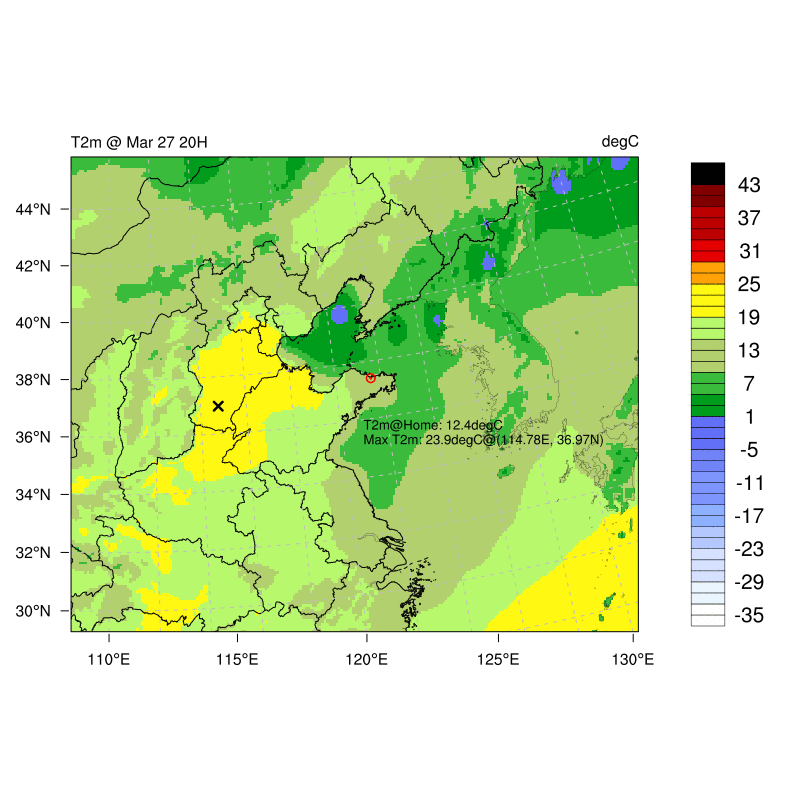 T2m @ Mar 27 20H
degC
44°N
42°N
40°N
38°N
36°N
34°N
32°N
30°N
110°E
115°E
120°E
125°E
130°E
T2m@Home: 12.4degC
Max T2m: 23.9degC@(114.78E, 36.97N)
43
37
31
25
19
13
7
1
-5
-11
-17
-23
-29
-35